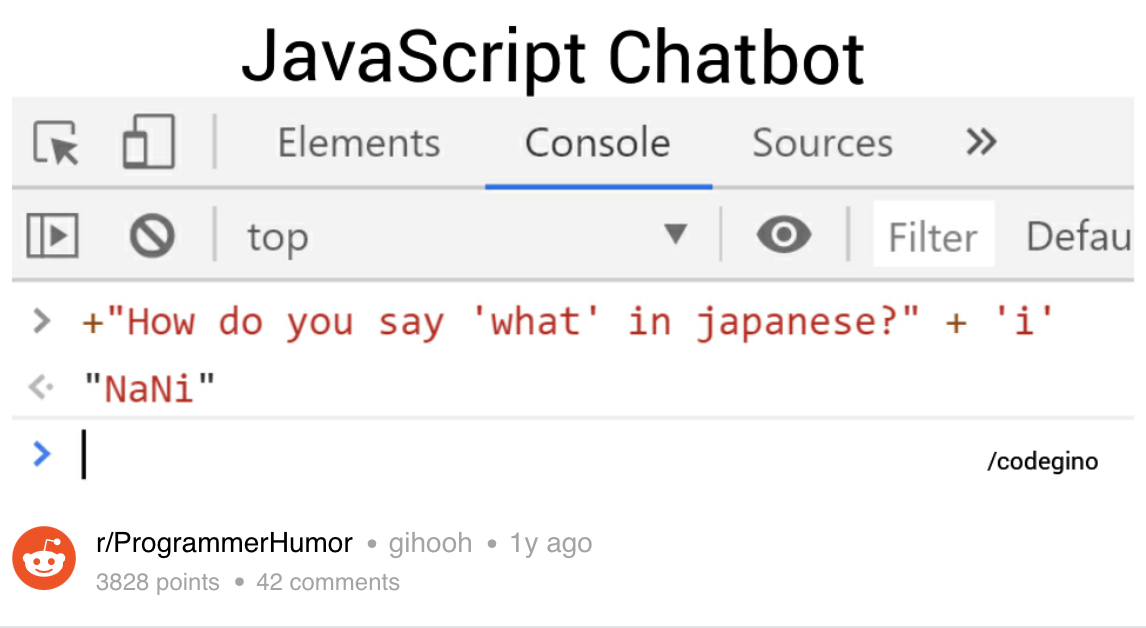 JavaScript Chatbot
Elements Console Sources »
top ▼ Filter Defau
> +"How do you say 'what' in japanese?" + 'i'
<· "NaNi"
>
/codegino
r/ProgrammerHumor • gihooh • 1y ago
3828 points • 42 comments